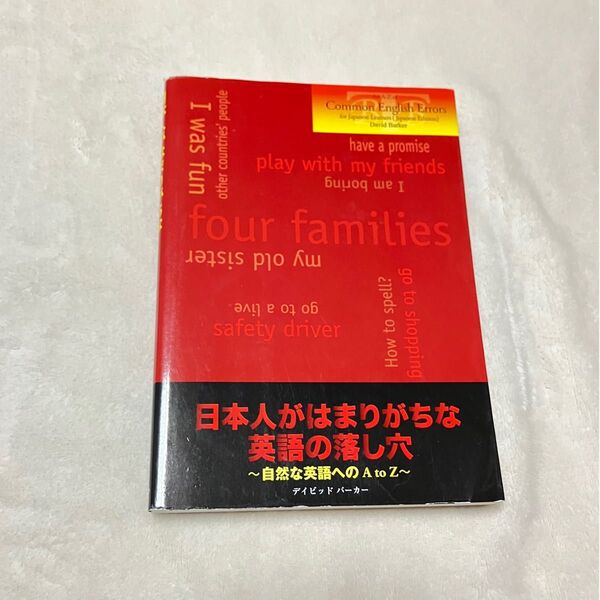 Common English Errors
for Japanese Learners [Japanese Edition]
David Barker
I was fun
other countries' people
have a promise
play with my friends
I am boring
four families
my old sister
How to spell?
go to shopping
go to a live
safety driver
日本人がはまりがちな
英語の落し穴
～自然な英語へのA to Z～
デイビッド バーカー